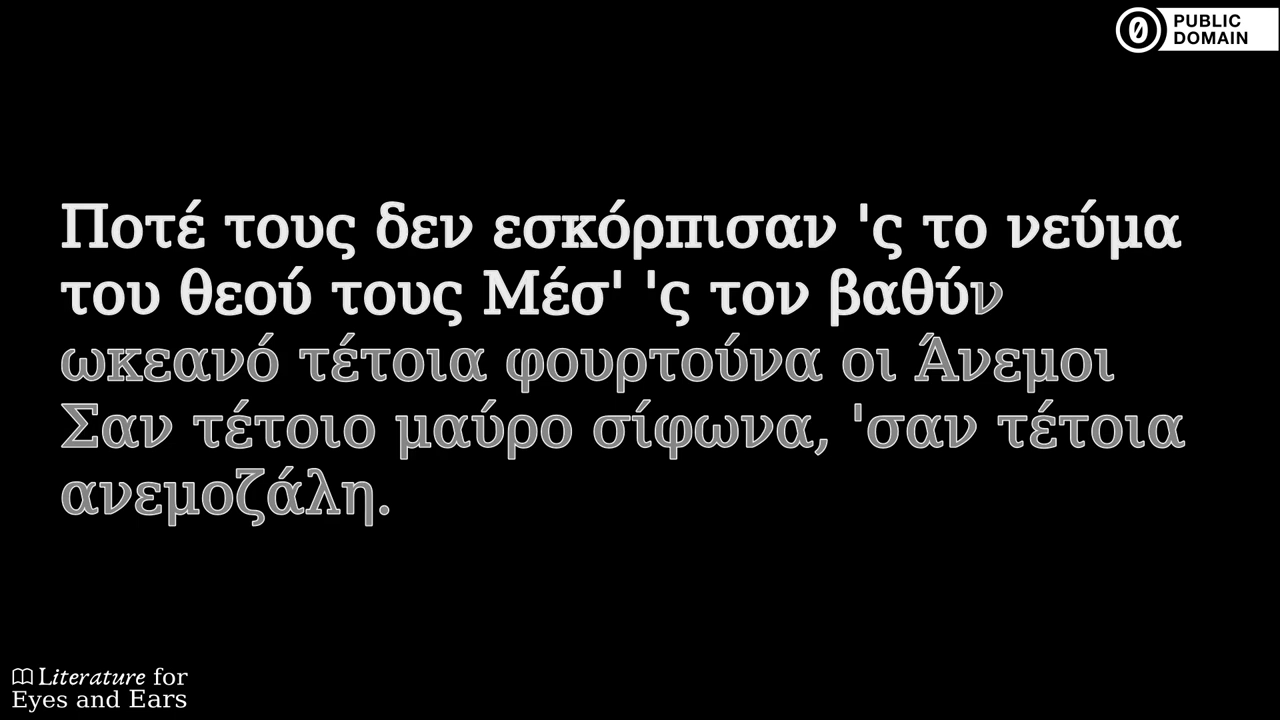 PUBLIC
DOMAIN
Ποτέ τους δεν εσκόρπισαν 'ς το νεύμα
του θεού τους Μέσ' 'ς τον βαθύν
ωκεανό τέτοια φουρτούνα οι Άνεμοι
Σαν τέτοιο μαύρο σίφωνα, 'σαν τέτοια
ανεμοζάλη.
Literature for
Eyes and Ears